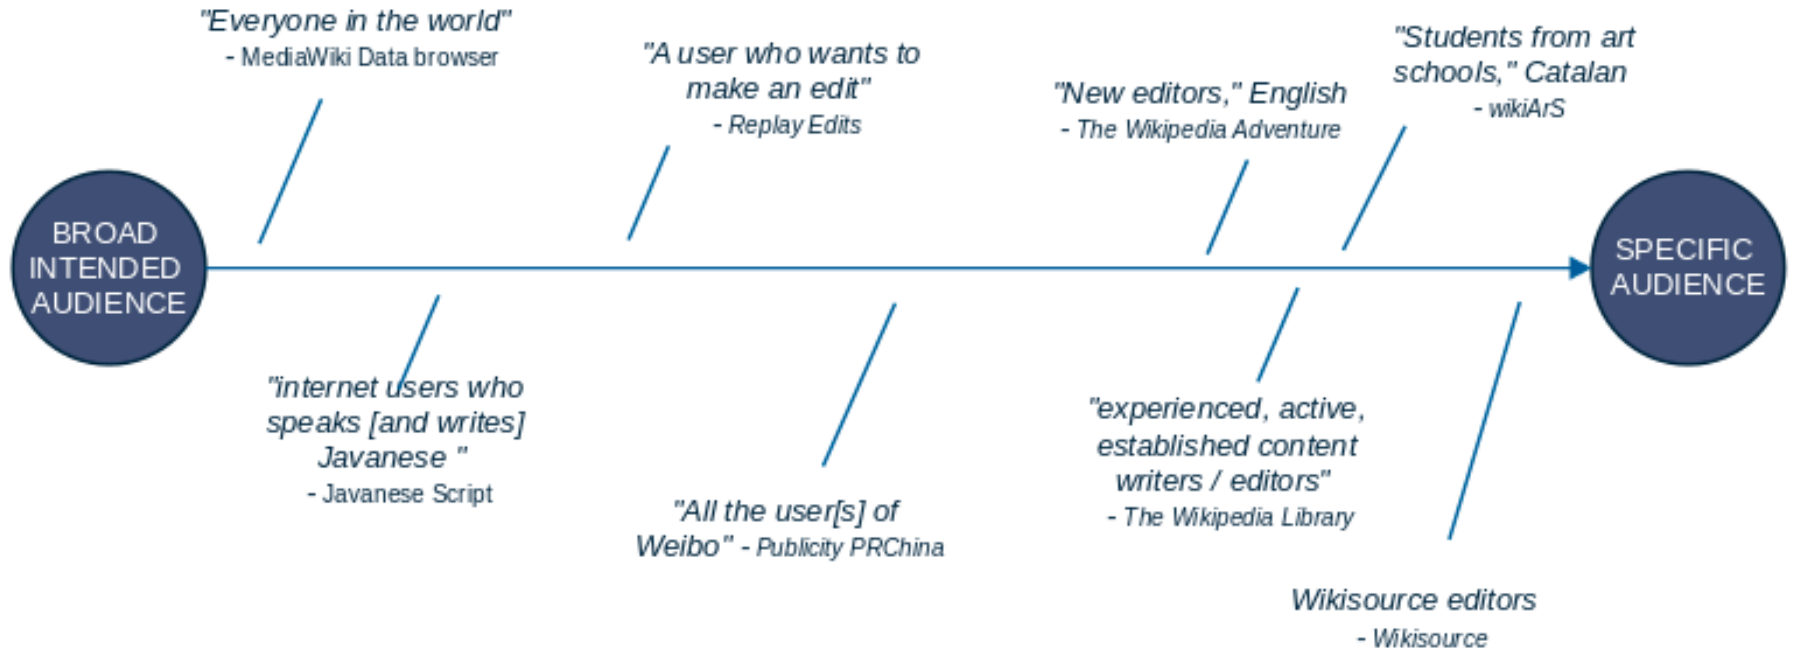 "Everyone in the world"
- MediaWiki Data browser
"A user who wants to
make an edit"
- Replay Edits
"New editors," English
- The Wikipedia Adventure
"Students from art
schools," Catalan
- wikiArS
BROAD
INTENDED
AUDIENCE
SPECIFIC
AUDIENCE
"internet users who
speaks [and writes]
Javanese "
- Javanese Script
"All the user[s] of
Weibo" - Publicity PRChina
"experienced, active,
established content
writers / editors"
- The Wikipedia Library
Wikisource editors
- Wikisource